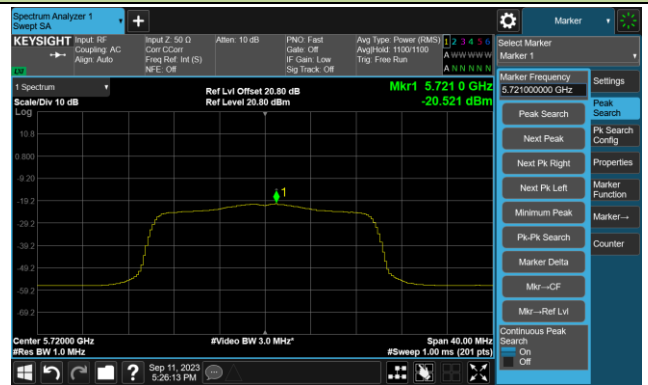 Spectrum Analyzer 1
Swept SA
Marker
KEYSIGHT
Input: RF
Coupling: AC
Align: Auto
Input Z: 50 Ω
Corr CCorr
Freq Ref: Int (S)
NFE: Off
Atten: 10 dB
PNO: Fast
Gate: Off
IF Gain: Low
Sig Track: Off
Avg Type: Power (RMS)
Avg|Hold: 1100/1100
Trig: Free Run
1 2 3 4 5 6
A W W W W W
A N N N N N
Select Marker
Marker 1
1 Spectrum
Scale/Div 10 dB
Log
Ref Lvl Offset 20.80 dB
Ref Level 20.80 dBm
Mkr1 5.721 0 GHz
-20.521 dBm
10.8
0.800
-9.20
-19.2
-29.2
-39.2
-49.2
-59.2
-69.2
1
Center 5.72000 GHz
#Res BW 1.0 MHz
#Video BW 3.0 MHz*
Span 40.00 MHz
#Sweep 1.00 ms (201 pts)
Marker Frequency
5.721000000 GHz
Peak Search
Next Peak
Next Pk Right
Next Pk Left
Minimum Peak
Pk-Pk Search
Marker Delta
Mkr→CF
Mkr→Ref Lvl
Continuous Peak
Search
On
Off
Settings
Peak
Search
Pk Search
Config
Properties
Marker
Function
Marker→
Counter
?
Sep 11, 2023
5:26:13 PM